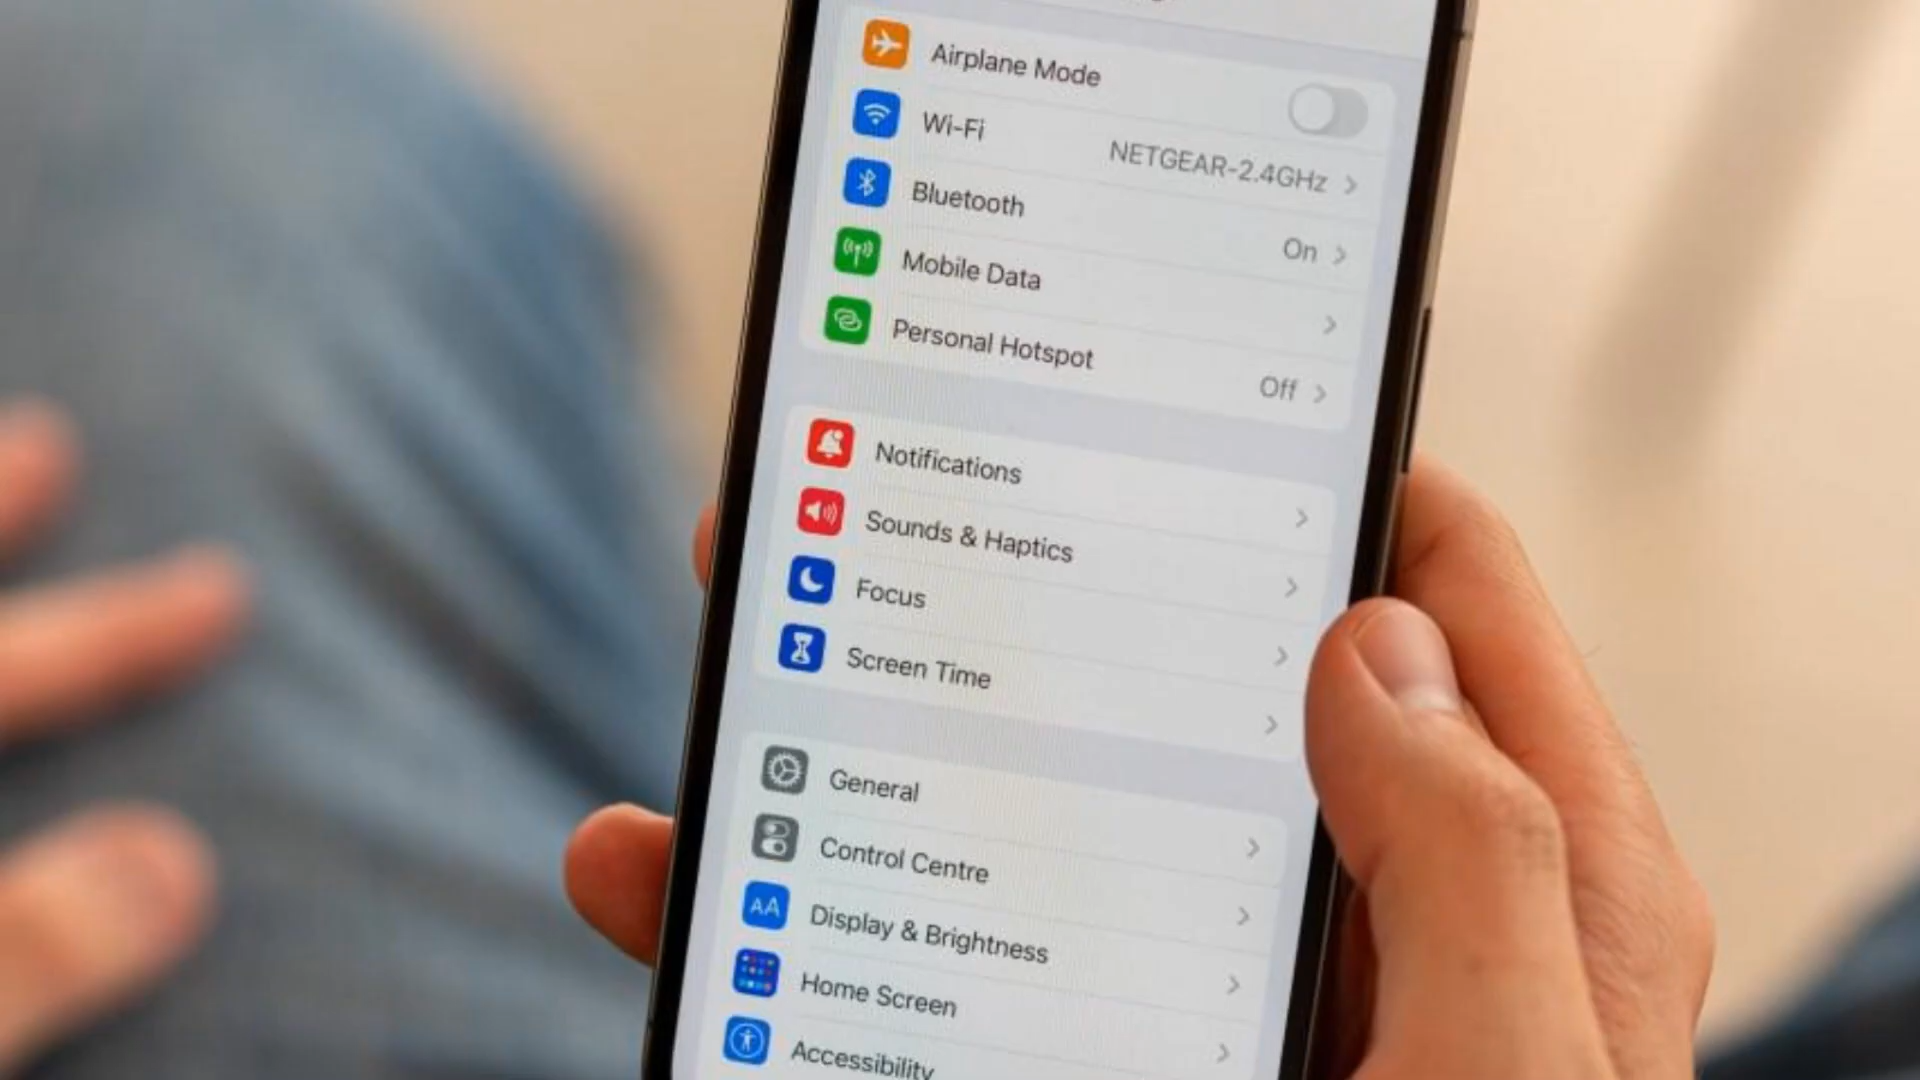 Airplane Mode
Wi-Fi NETGEAR-2.4GHz
Bluetooth On
Mobile Data
Personal Hotspot Off
Notifications
Sounds & Haptics
Focus
Screen Time
General
Control Centre
AA Display & Brightness
Home Screen
Accessibility